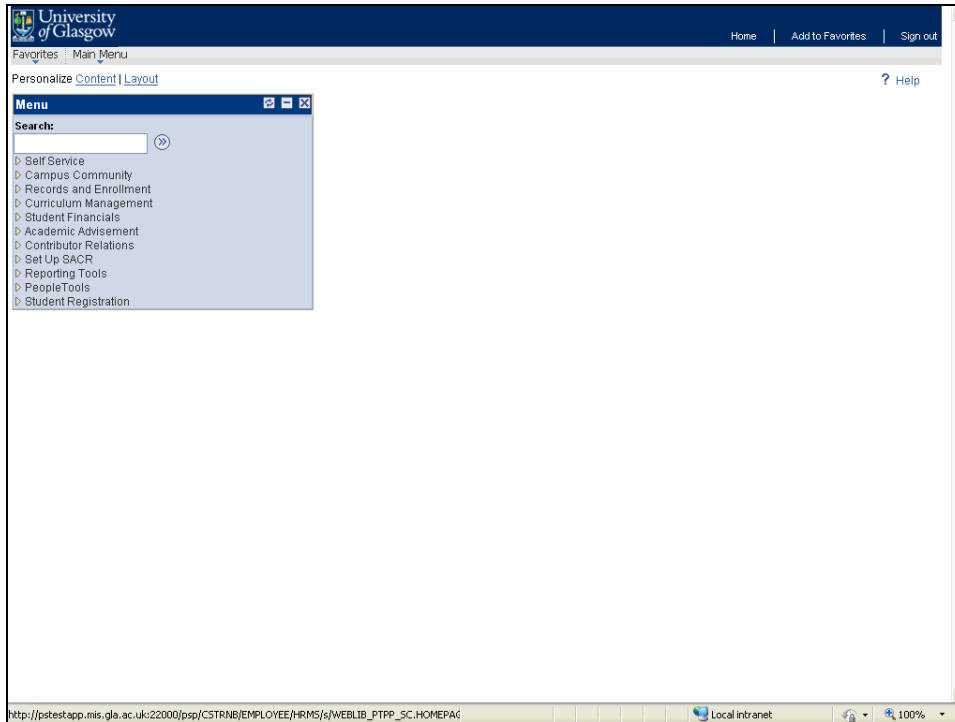 University
of Glasgow
Home | Add to Favorites | Sign out
Favorites Main Menu
Personalize Content | Layout
? Help
Menu
Search:
Self Service
Campus Community
Records and Enrollment
Curriculum Management
Student Financials
Academic Advisement
Contributor Relations
Set Up SACR
Reporting Tools
PeopleTools
Student Registration
http://pstestapp.mis.gla.ac.uk:22000/psp/CSTRNB/EMPLOYEE/HRMS/s/WEBLIB_PTPP_SC.HOMEPAG Local intranet 100%